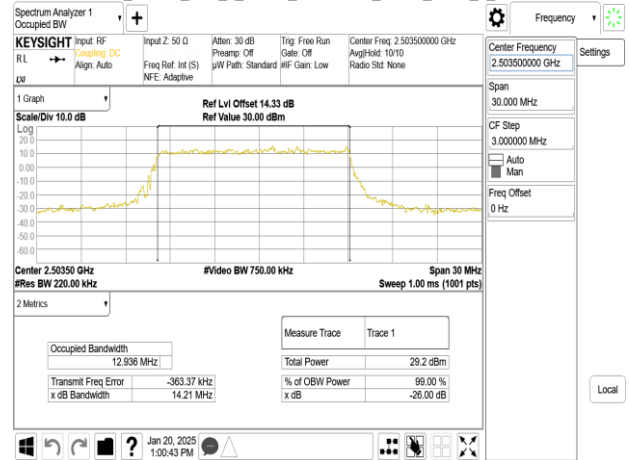 Spectrum Analyzer 1
Occupied BW
Frequency
KEYSIGHT
RL
LXI
Input: RF
Coupling: DC
Align: Auto
Input Z: 50 Ω
Freq Ref: Int (S)
NFE: Adaptive
Atten: 30 dB
Preamp: Off
µW Path: Standard
Trig: Free Run
Gate: Off
#IF Gain: Low
Center Freq: 2.503500000 GHz
Avg|Hold: 10/10
Radio Std: None
Center Frequency
2.503500000 GHz
Settings
Span
30.000 MHz
CF Step
3.000000 MHz
Auto
Man
Freq Offset
0 Hz
Local
1 Graph
Ref Lvl Offset 14.33 dB
Scale/Div 10.0 dB
Ref Value 30.00 dBm
Log
20.0
10.0
0.00
-10.0
-20.0
-30.0
-40.0
-50.0
-60.0
Center 2.50350 GHz
#Video BW 750.00 kHz
Span 30 MHz
#Res BW 220.00 kHz
Sweep 1.00 ms (1001 pts)
2 Metrics
Measure Trace Trace 1
Occupied Bandwidth
12.936 MHz
Total Power 29.2 dBm
Transmit Freq Error -363.37 kHz
% of OBW Power 99.00 %
x dB Bandwidth 14.21 MHz
x dB -26.00 dB
?
Jan 20, 2025
1:00:43 PM